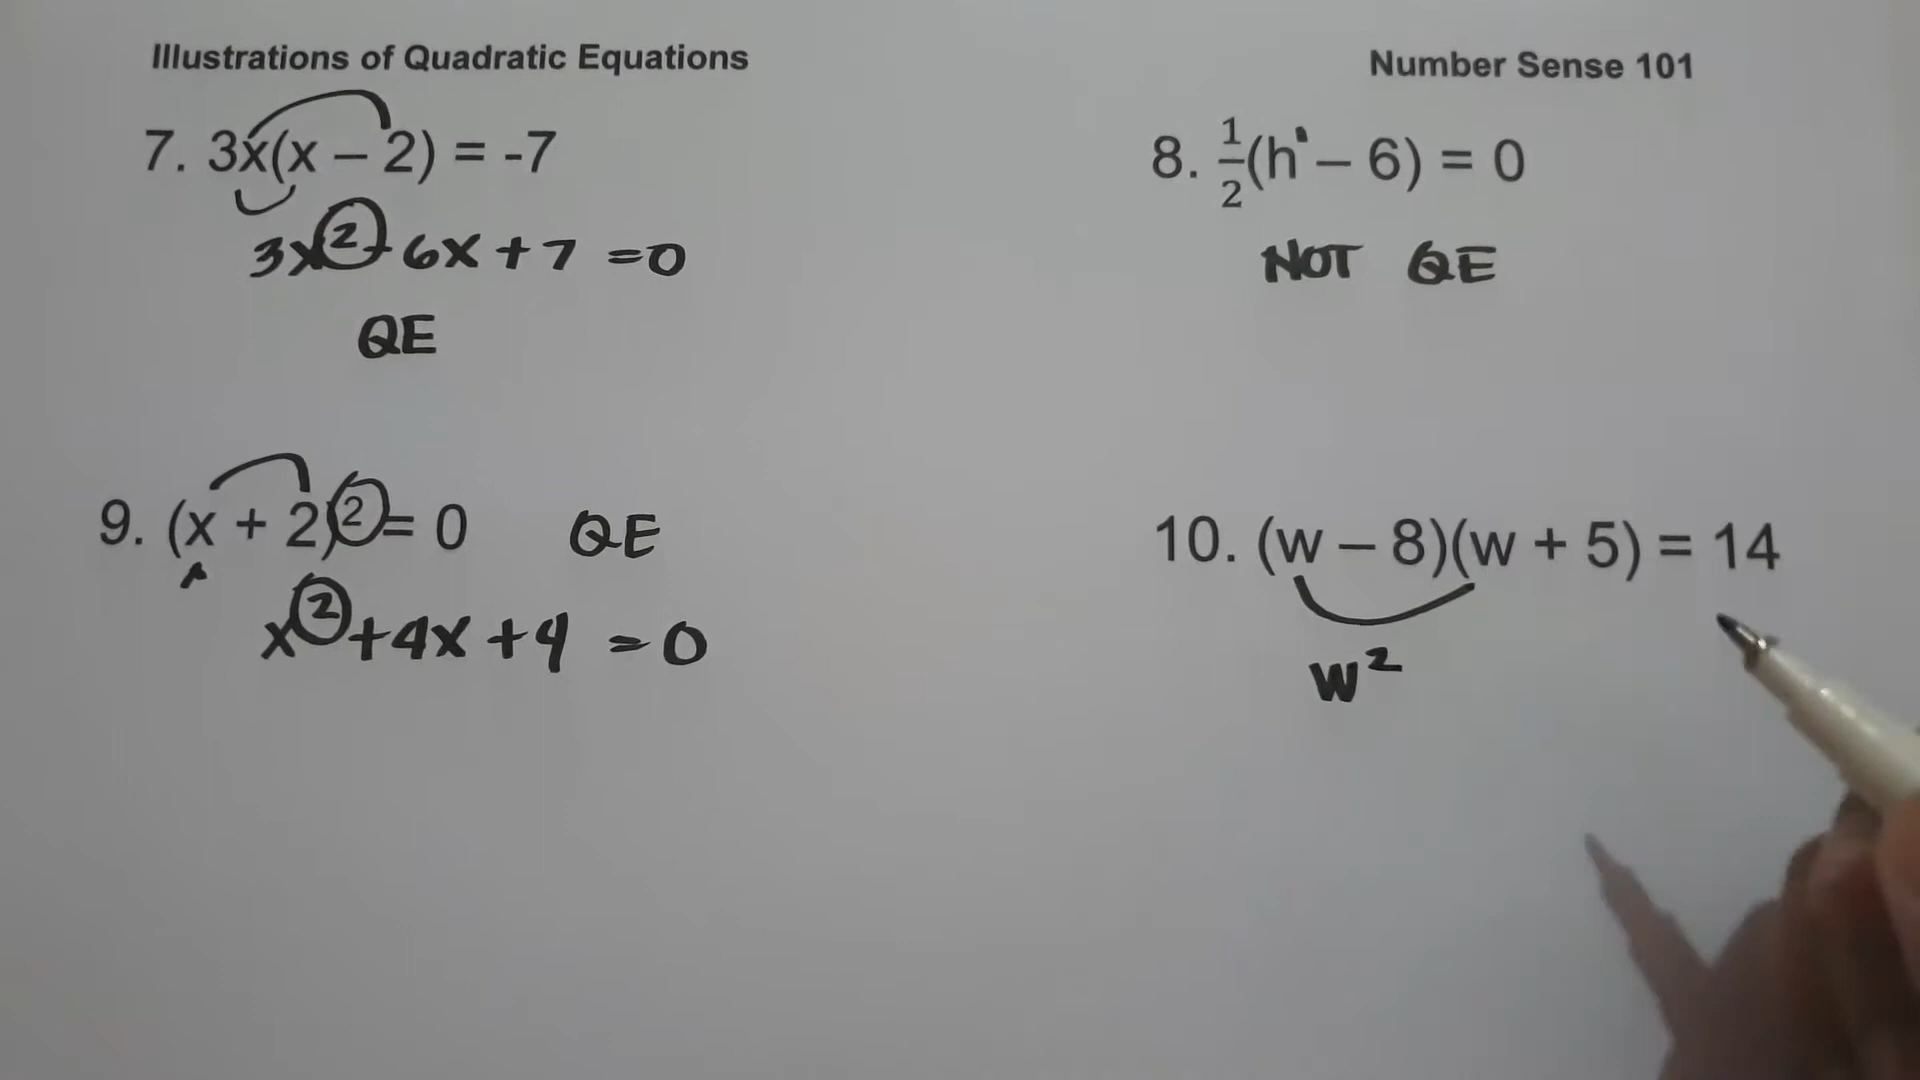 Illustrations of Quadratic Equations
Number Sense 101
7. 3x(x – 2) = -7
3x² - 6x + 7 = 0
QE
8. ½(h¹ – 6) = 0
NOT QE
9. (x + 2)² = 0 QE
x² + 4x + 4 = 0
10. (w – 8)(w + 5) = 14
w²